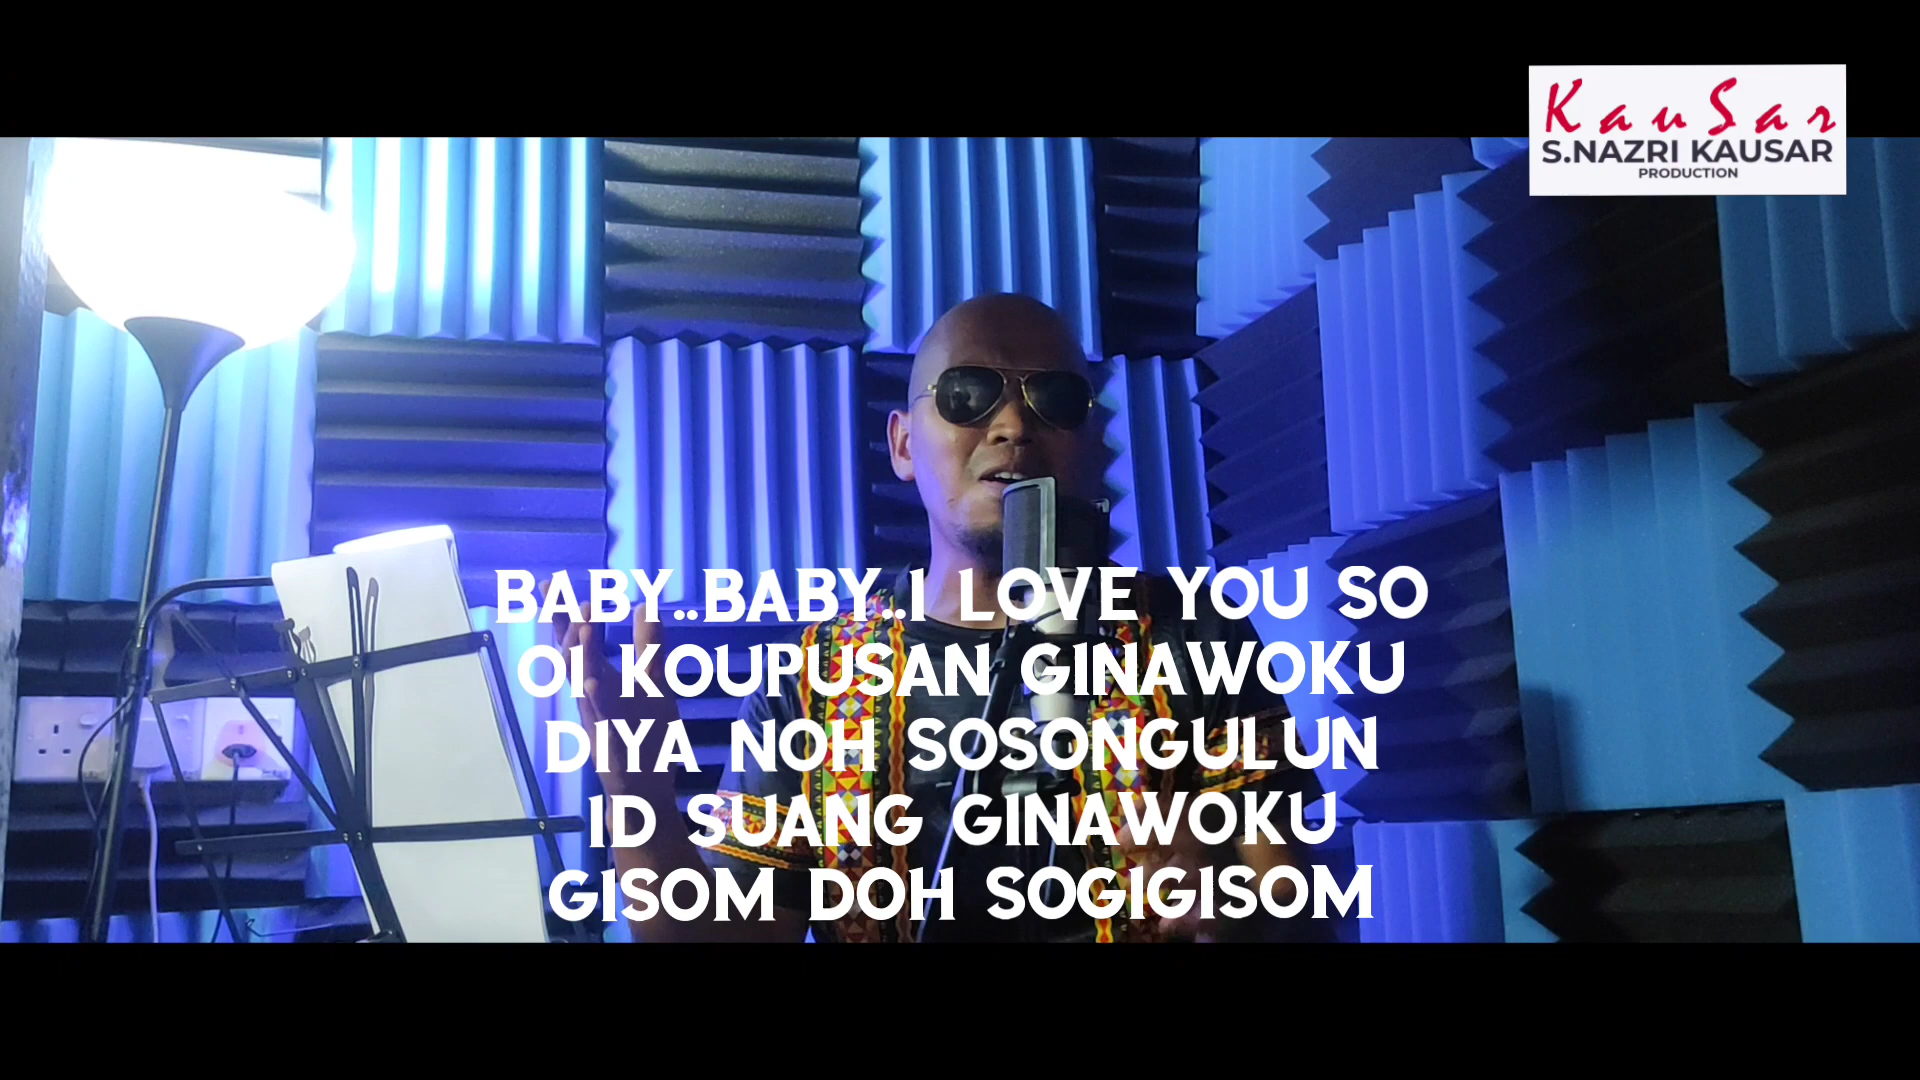 KauSar
S.NAZRI KAUSAR
PRODUCTION
BABY..BABY..I LOVE YOU SO
OI KOUPUSAN GINAWOKU
DIYA NOH SOSONGULUN
ID SUANG GINAWOKU
GISOM DOH SOGIGISOM